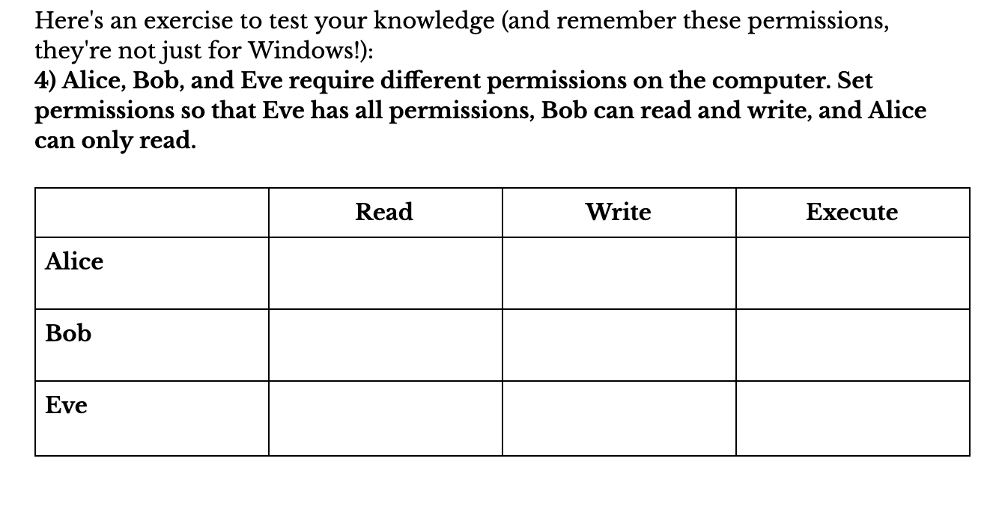 Here's an exercise to test your knowledge (and remember these permissions,
they're not just for Windows!):
4) Alice, Bob, and Eve require different permissions on the computer. Set
permissions so that Eve has all permissions, Bob can read and write, and Alice
can only read.
Read Write Execute
Alice
Bob
Eve